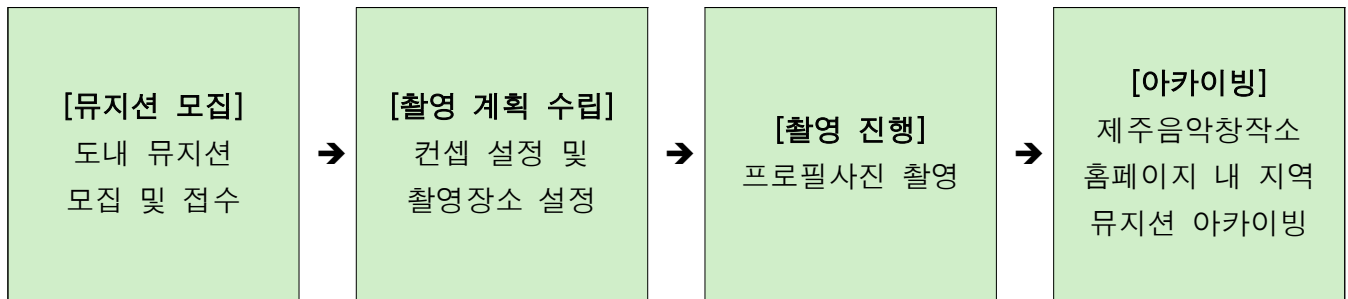 [뮤지션 모집]
도내 뮤지션
모집 및 접수
➔
[촬영 계획 수립]
컨셉 설정 및
촬영장소 설정
➔
[촬영 진행]
프로필사진 촬영
➔
[아카이빙]
제주음악창작소
홈페이지 내 지역
뮤지션 아카이빙